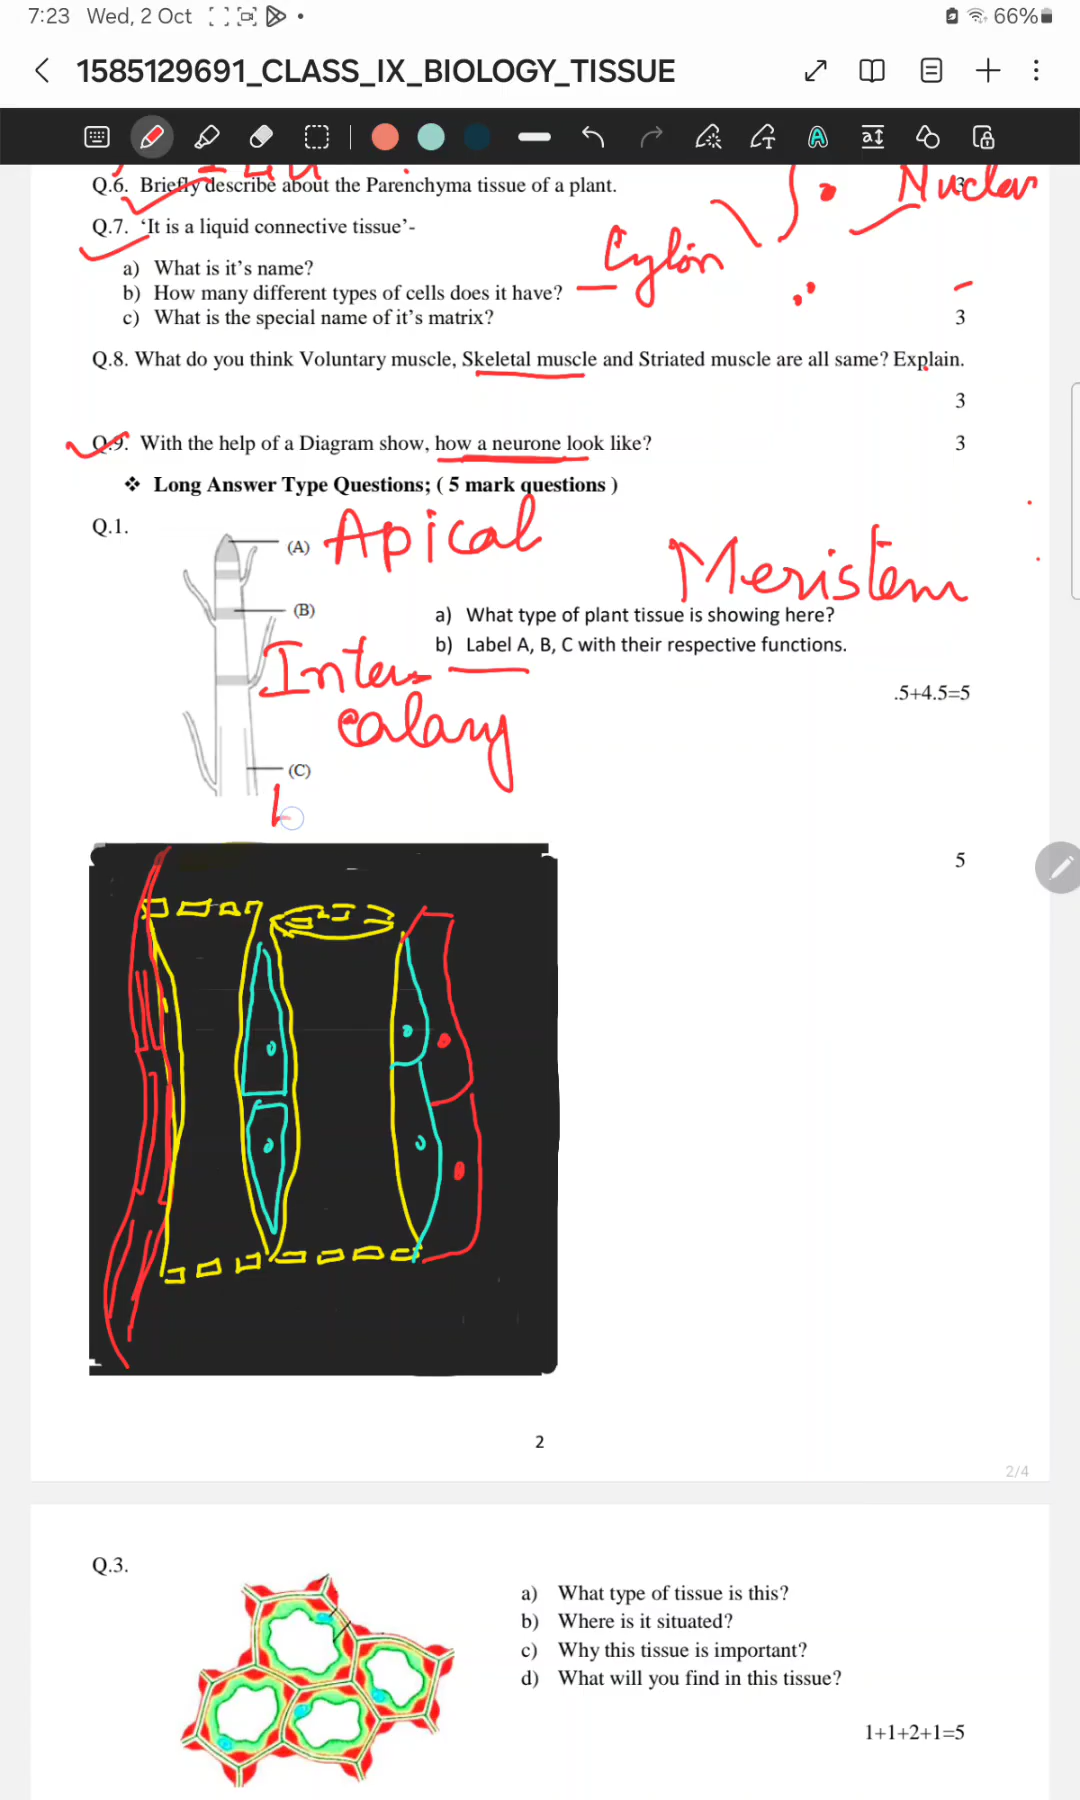 7:23 Wed, 2 Oct
66%
1585129691_CLASS_IX_BIOLOGY_TISSUE
Q.6. Briefly describe about the Parenchyma tissue of a plant.
3
Q.7. ‘It is a liquid connective tissue’-
a) What is it’s name?
b) How many different types of cells does it have?
c) What is the special name of it’s matrix?
3
Q.8. What do you think Voluntary muscle, Skeletal muscle and Striated muscle are all same? Explain.
3
Q.9. With the help of a Diagram show, how a neurone look like?
3
❖ Long Answer Type Questions; ( 5 mark questions )
Q.1.
(A) Apical
Meristem
(B)
a) What type of plant tissue is showing here?
b) Label A, B, C with their respective functions.
Inter-
calary
.5+4.5=5
(C)
5
2
2/4
Q.3.
a) What type of tissue is this?
b) Where is it situated?
c) Why this tissue is important?
d) What will you find in this tissue?
1+1+2+1=5